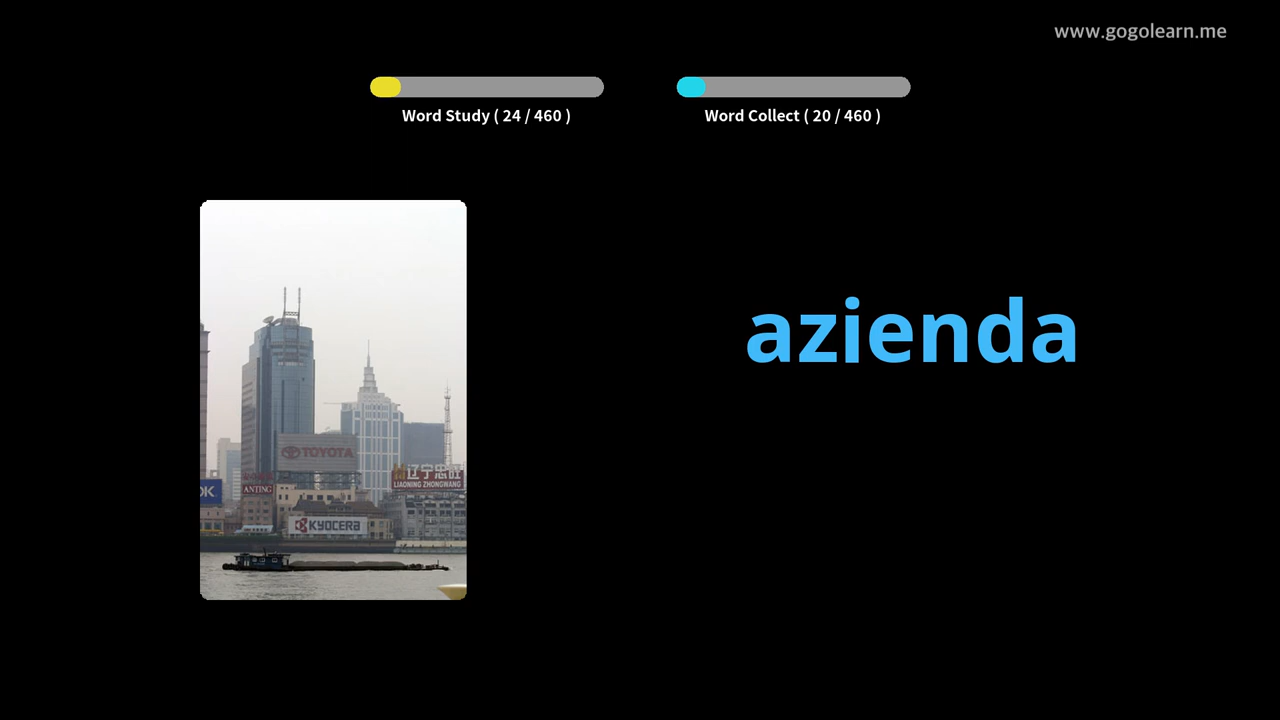 www.gogolearn.me
Word Study ( 24 / 460 )
Word Collect ( 20 / 460 )
azienda
TOYOTA
辽宁忠旺
LIAONING ZHONGWANG
OK
ANTING
KYOCERA